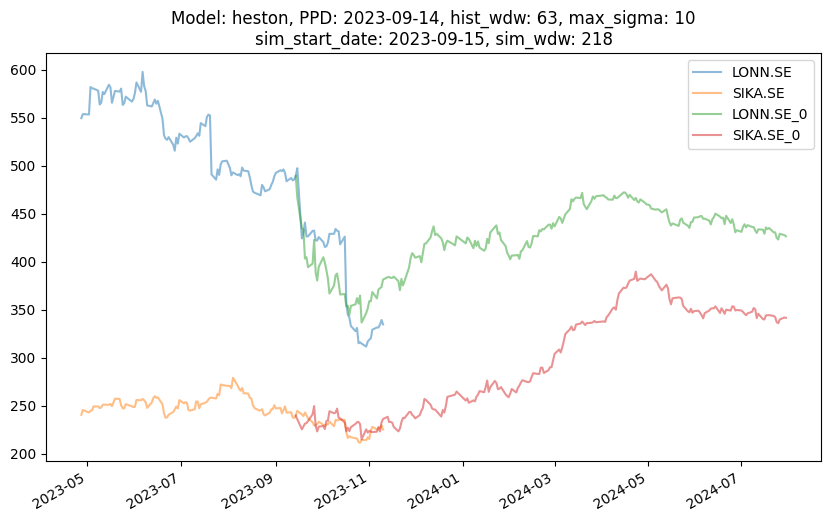 Model: heston, PPD: 2023-09-14, hist_wdw: 63, max_sigma: 10
sim_start_date: 2023-09-15, sim_wdw: 218
LONN.SE
SIKA.SE
LONN.SE_0
SIKA.SE_0
600
550
500
450
400
350
300
250
200
2023-05
2023-07
2023-09
2023-11
2024-01
2024-03
2024-05
2024-07